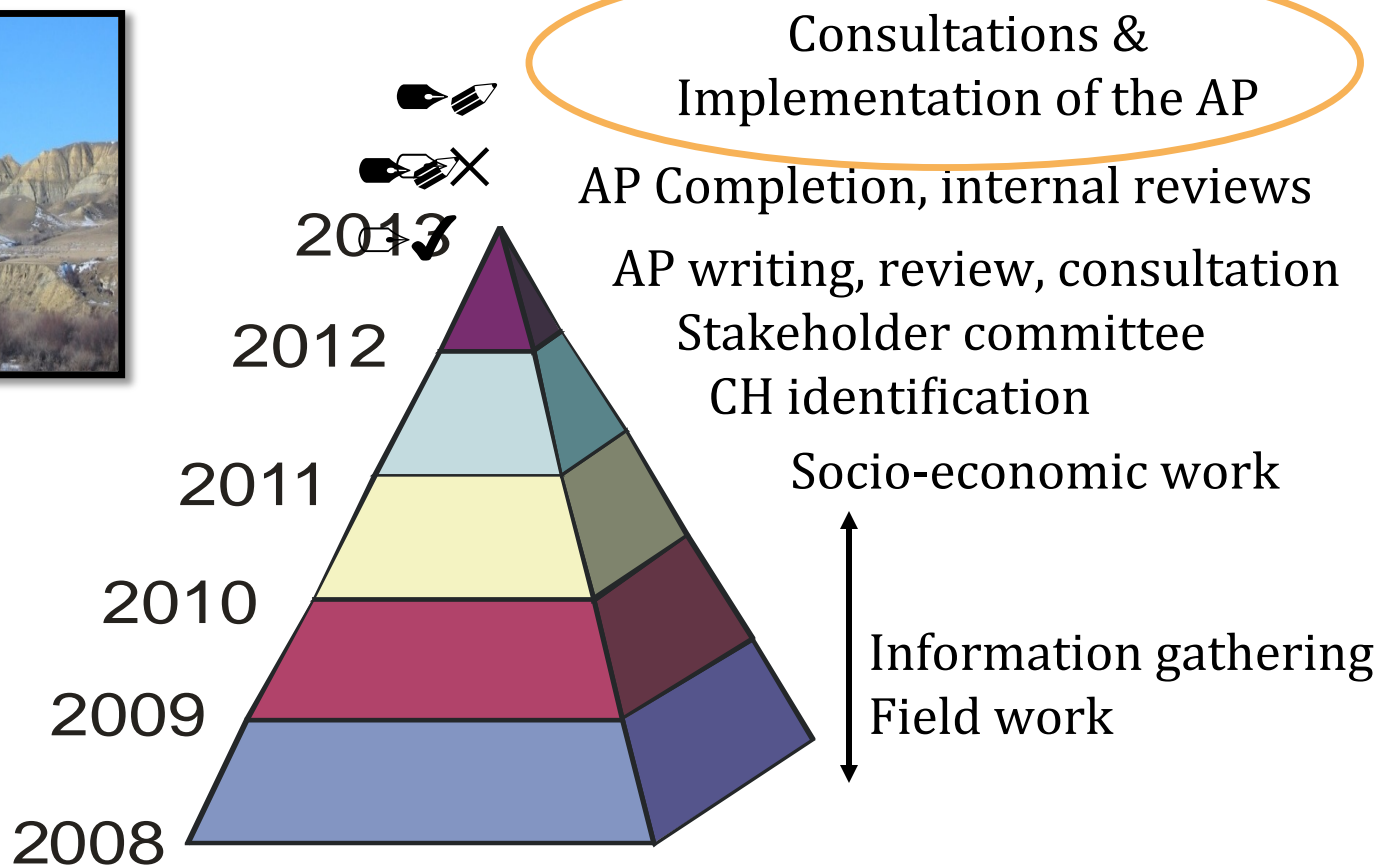 Consultations &
Implementation of the AP
✒✏
✒✏☞✕
AP Completion, internal reviews
2013
☞✔
AP writing, review, consultation
2012
Stakeholder committee
CH identification
2011
Socio-economic work
2010
Information gathering
2009
Field work
2008